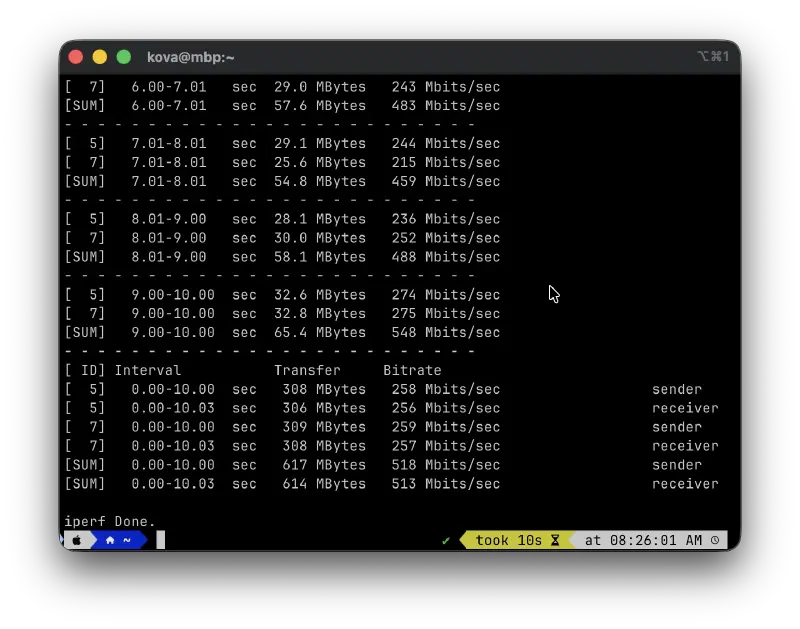 kova@mbp:~ ⌥⌘1
[  7]   6.00-7.01   sec  29.0 MBytes   243 Mbits/sec
[SUM]   6.00-7.01   sec  57.6 MBytes   483 Mbits/sec
- - - - - - - - - - - - - - - - - - - - - - - - -
[  5]   7.01-8.01   sec  29.1 MBytes   244 Mbits/sec
[  7]   7.01-8.01   sec  25.6 MBytes   215 Mbits/sec
[SUM]   7.01-8.01   sec  54.8 MBytes   459 Mbits/sec
- - - - - - - - - - - - - - - - - - - - - - - - -
[  5]   8.01-9.00   sec  28.1 MBytes   236 Mbits/sec
[  7]   8.01-9.00   sec  30.0 MBytes   252 Mbits/sec
[SUM]   8.01-9.00   sec  58.1 MBytes   488 Mbits/sec
- - - - - - - - - - - - - - - - - - - - - - - - -
[  5]   9.00-10.00  sec  32.6 MBytes   274 Mbits/sec
[  7]   9.00-10.00  sec  32.8 MBytes   275 Mbits/sec
[SUM]   9.00-10.00  sec  65.4 MBytes   548 Mbits/sec
- - - - - - - - - - - - - - - - - - - - - - - - -
[ ID] Interval           Transfer     Bitrate
[  5]   0.00-10.00  sec   308 MBytes   258 Mbits/sec                  sender
[  5]   0.00-10.03  sec   306 MBytes   256 Mbits/sec                  receiver
[  7]   0.00-10.00  sec   309 MBytes   259 Mbits/sec                  sender
[  7]   0.00-10.03  sec   308 MBytes   257 Mbits/sec                  receiver
[SUM]   0.00-10.00  sec   617 MBytes   518 Mbits/sec                  sender
[SUM]   0.00-10.03  sec   614 MBytes   513 Mbits/sec                  receiver
iperf Done.
~ ✓ took 10s at 08:26:01 AM